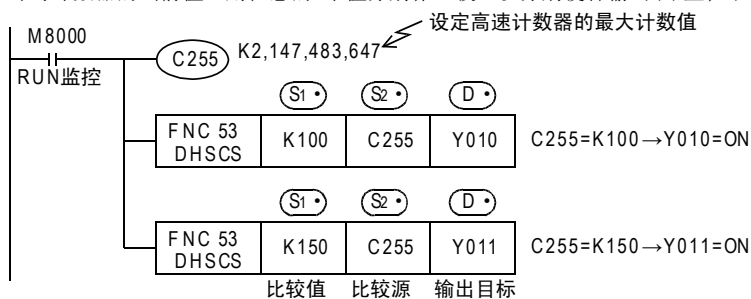 设定高速计数器的最大计数值
M8000
C255 K2,147,483,647
RUN监控
S1· S2· D·
FNC 53 DHSCS K100 C255 Y010 C255=K100→Y010=ON
S1· S2· D·
FNC 53 DHSCS K150 C255 Y011 C255=K150→Y011=ON
比较值 比较源 输出目标